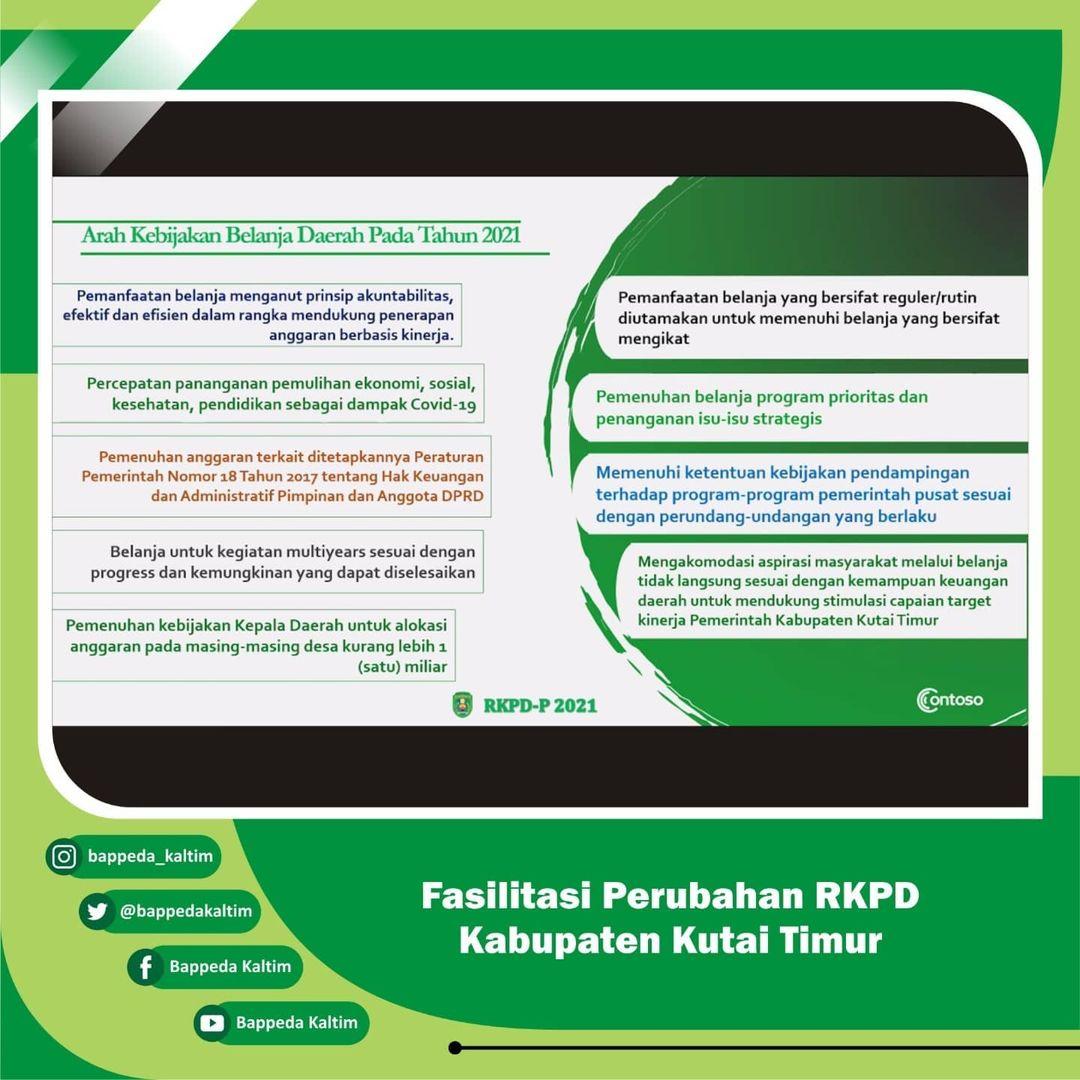 Arah Kebijakan Belanja Daerah Pada Tahun 2021
Pemanfaatan belanja menganut prinsip akuntabilitas,
efektif dan efisien dalam rangka mendukung penerapan
anggaran berbasis kinerja.
Percepatan pananganan pemulihan ekonomi, sosial,
kesehatan, pendidikan sebagai dampak Covid-19
Pemenuhan anggaran terkait ditetapkannya Peraturan
Pemerintah Nomor 18 Tahun 2017 tentang Hak Keuangan
dan Administratif Pimpinan dan Anggota DPRD
Belanja untuk kegiatan multiyears sesuai dengan
progress dan kemungkinan yang dapat diselesaikan
Pemenuhan kebijakan Kepala Daerah untuk alokasi
anggaran pada masing-masing desa kurang lebih 1
(satu) miliar
Pemanfaatan belanja yang bersifat reguler/rutin
diutamakan untuk memenuhi belanja yang bersifat
mengikat
Pemenuhan belanja program prioritas dan
penanganan isu-isu strategis
Memenuhi ketentuan kebijakan pendampingan
terhadap program-program pemerintah pusat sesuai
dengan perundang-undangan yang berlaku
Mengakomodasi aspirasi masyarakat melalui belanja
tidak langsung sesuai dengan kemampuan keuangan
daerah untuk mendukung stimulasi capaian target
kinerja Pemerintah Kabupaten Kutai Timur
RKPD-P 2021
Contoso
bappeda_kaltim
@bappedakaltim
Bappeda Kaltim
Bappeda Kaltim
Fasilitasi Perubahan RKPD
Kabupaten Kutai Timur